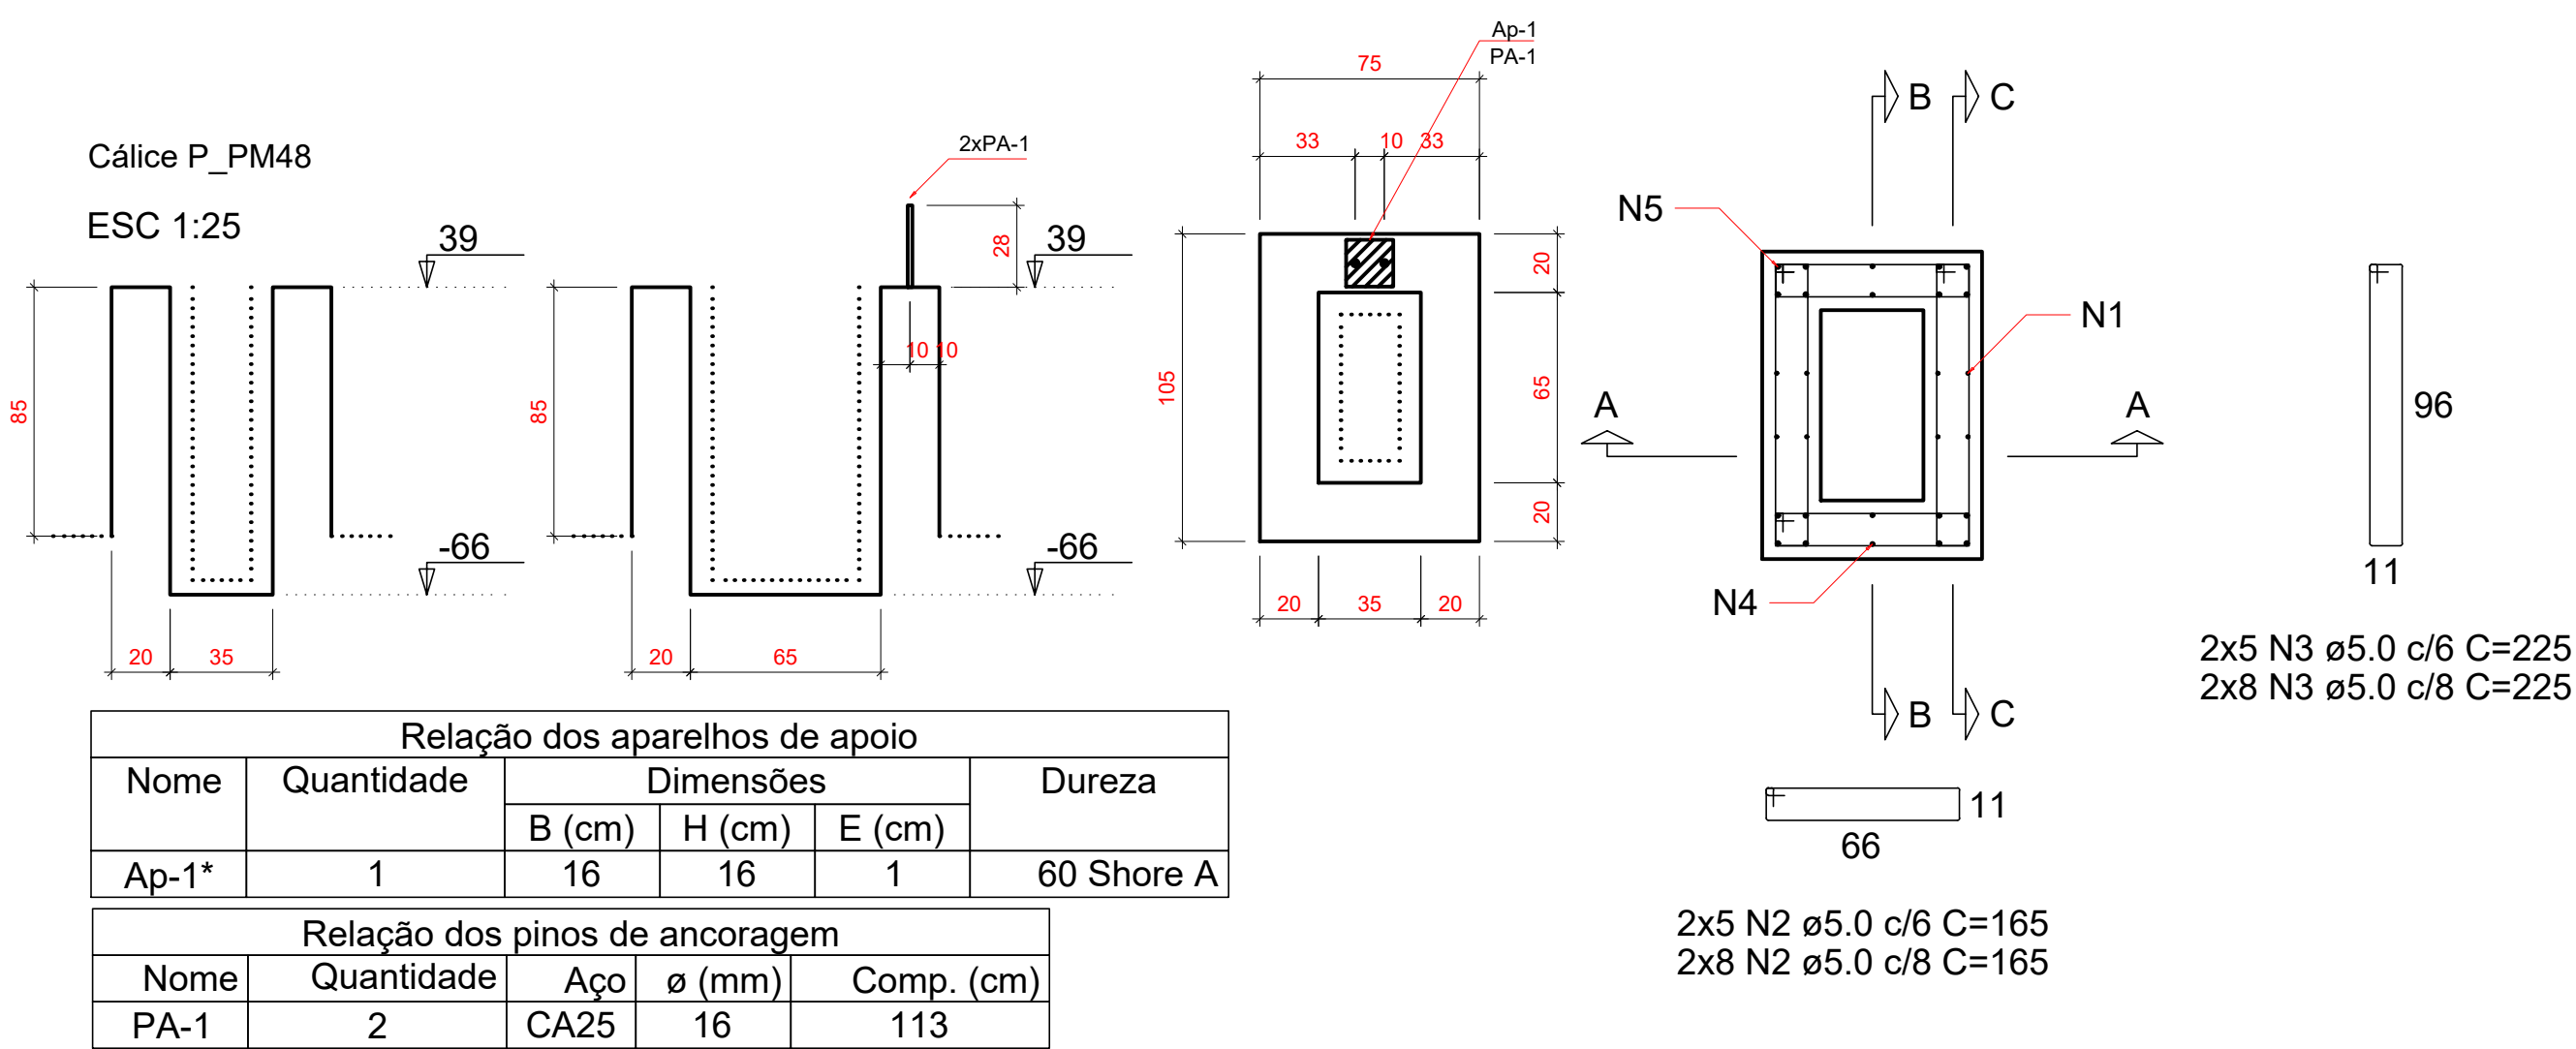 Cálice P_PM48
ESC 1:25
39
85
-66
20
35
2xPA-1
28
39
10
10
85
-66
20
65
Ap-1
PA-1
75
33
10
33
20
105
65
20
20
35
20
B
C
N5
N1
A
A
N4
B
C
96
11
2x5 N3 ø5.0 c/6 C=225
2x8 N3 ø5.0 c/8 C=225
11
66
2x5 N2 ø5.0 c/6 C=165
2x8 N2 ø5.0 c/8 C=165
Relação dos aparelhos de apoio
Nome Quantidade Dimensões Dureza
B (cm) H (cm) E (cm)
Ap-1* 1 16 16 1 60 Shore A
Relação dos pinos de ancoragem
Nome Quantidade Aço ø (mm) Comp. (cm)
PA-1 2 CA25 16 113